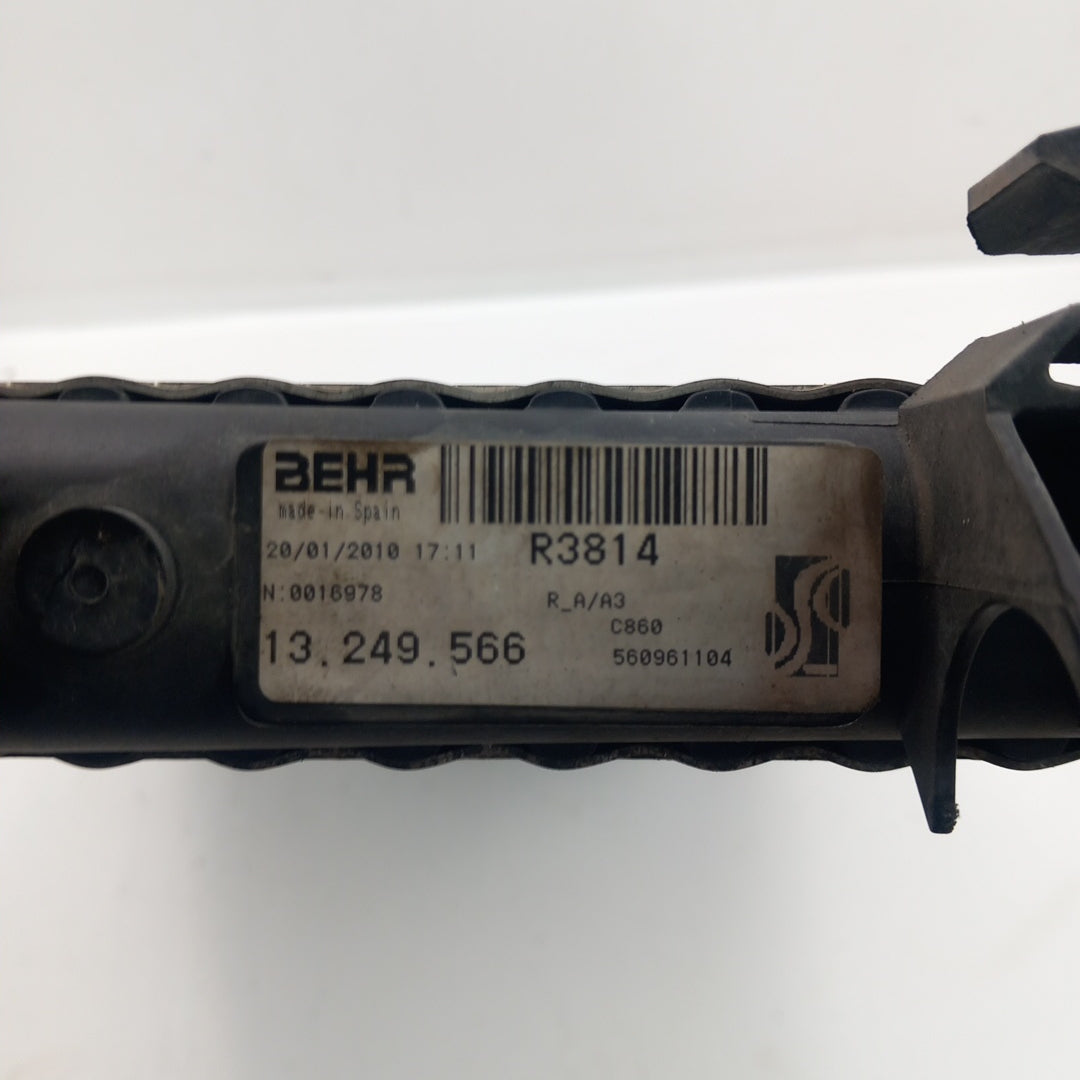 BEHR
made-in Spain
20/01/2010 17:11 R3814
N:0016978 R_A/A3
C860
13.249.566 560961104